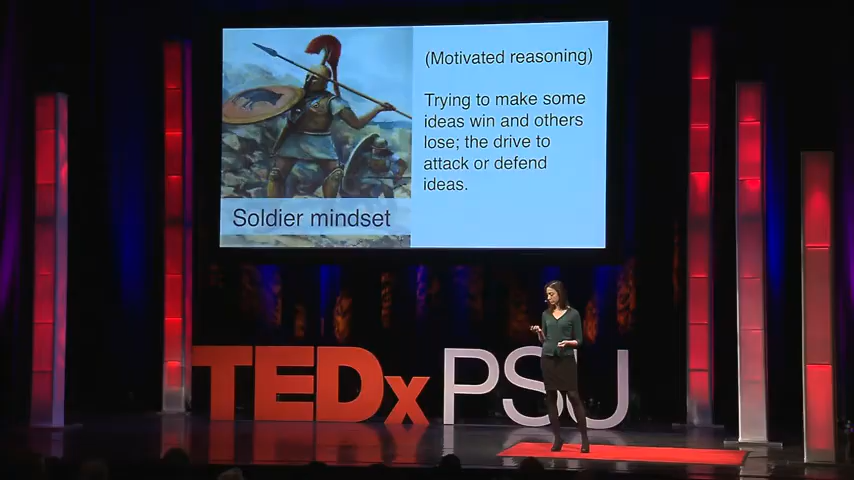 (Motivated reasoning)
Trying to make some
ideas win and others
lose; the drive to
attack or defend
ideas.
Soldier mindset
TEDxPSU